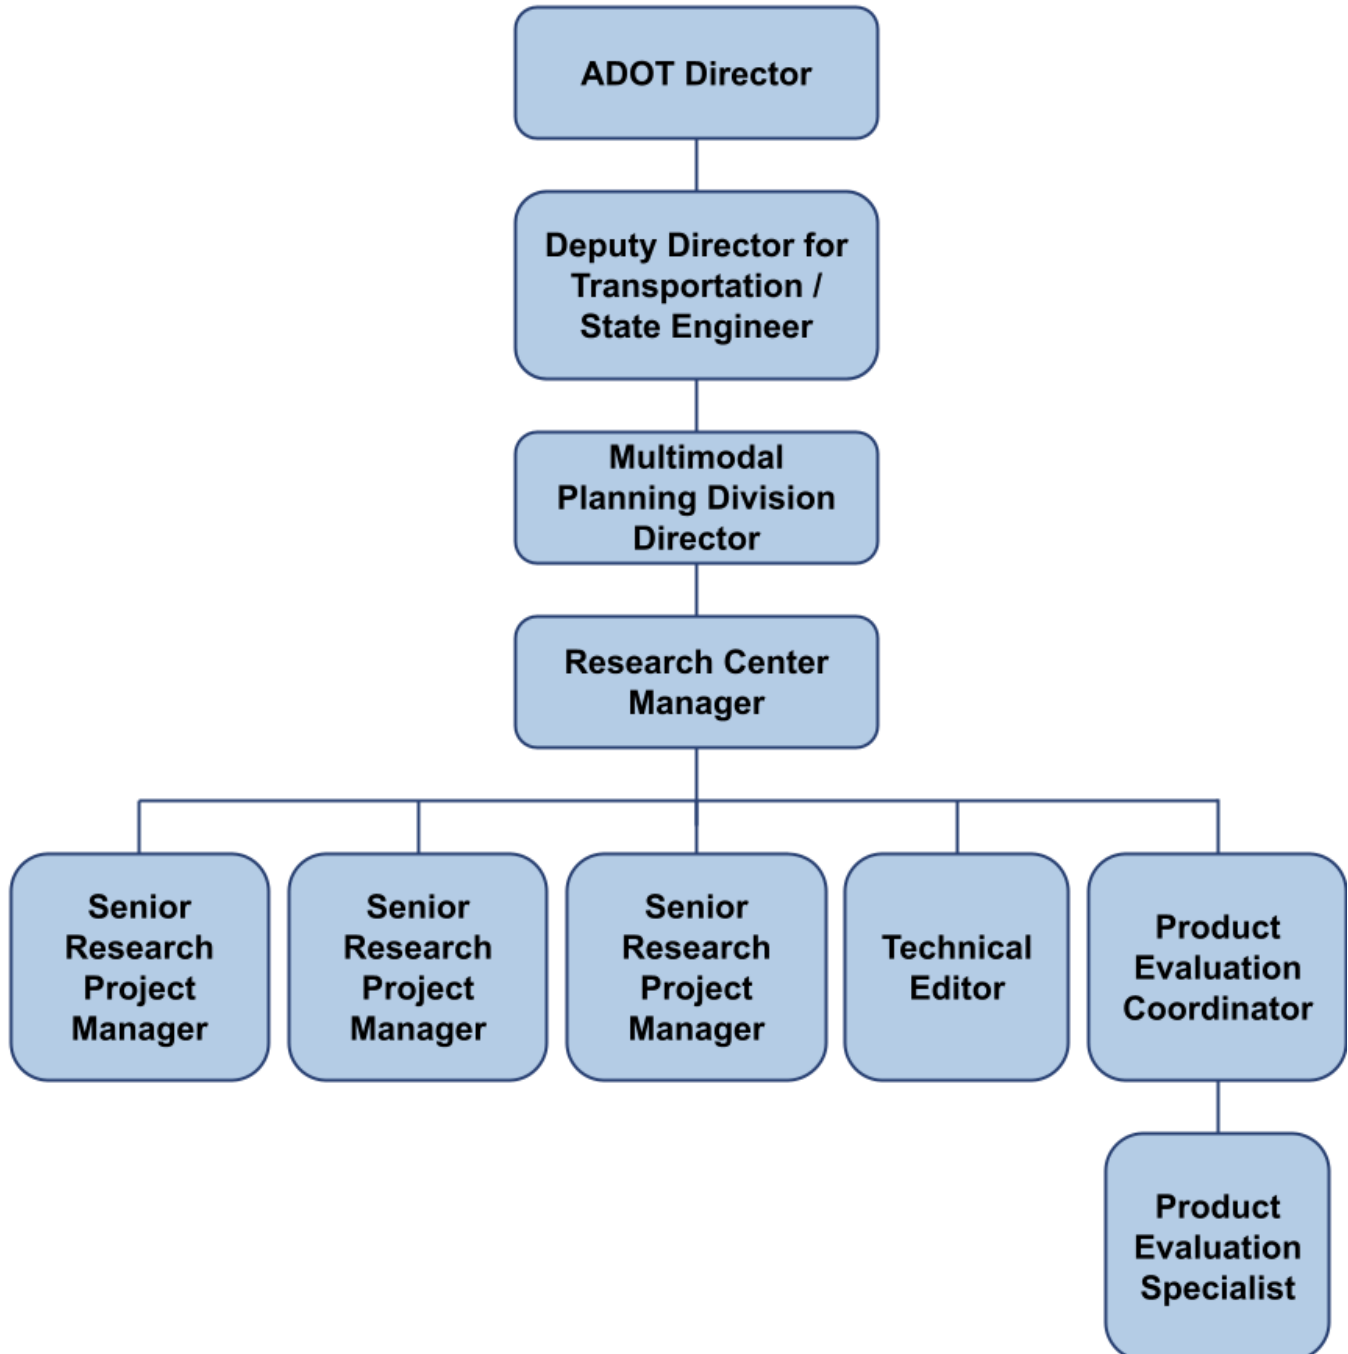 ADOT Director
Deputy Director for
Transportation /
State Engineer
Multimodal
Planning Division
Director
Research Center
Manager
Senior
Research
Project
Manager
Senior
Research
Project
Manager
Senior
Research
Project
Manager
Technical
Editor
Product
Evaluation
Coordinator
Product
Evaluation
Specialist